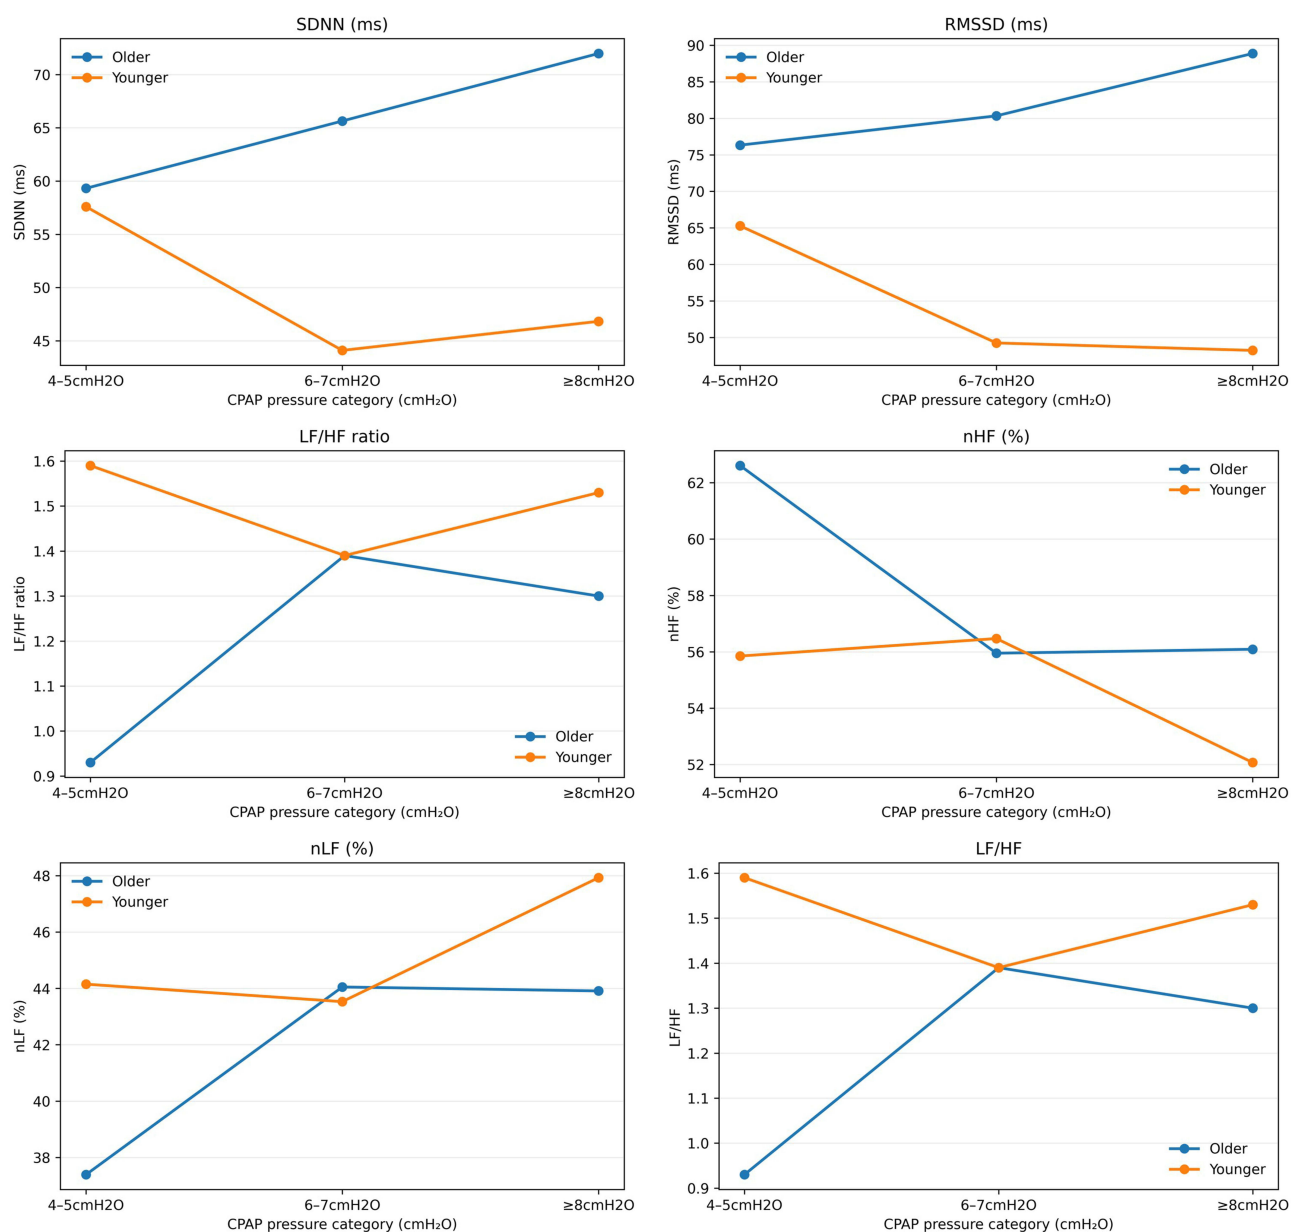 SDNN (ms)
Older
Younger
70
65
60
55
50
45
SDNN (ms)
4–5cmH2O
6–7cmH2O
≥8cmH2O
CPAP pressure category (cmH₂O)
RMSSD (ms)
Older
Younger
90
85
80
75
70
65
60
55
50
RMSSD (ms)
4–5cmH2O
6–7cmH2O
≥8cmH2O
CPAP pressure category (cmH₂O)
LF/HF ratio
1.6
1.5
1.4
1.3
1.2
1.1
1.0
0.9
LF/HF ratio
Older
Younger
4–5cmH2O
6–7cmH2O
≥8cmH2O
CPAP pressure category (cmH₂O)
nHF (%)
Older
Younger
62
60
58
56
54
52
nHF (%)
4–5cmH2O
6–7cmH2O
≥8cmH2O
CPAP pressure category (cmH₂O)
nLF (%)
Older
Younger
48
46
44
42
40
38
nLF (%)
4–5cmH2O
6–7cmH2O
≥8cmH2O
CPAP pressure category (cmH₂O)
LF/HF
1.6
1.5
1.4
1.3
1.2
1.1
1.0
0.9
LF/HF
Older
Younger
4–5cmH2O
6–7cmH2O
≥8cmH2O
CPAP pressure category (cmH₂O)